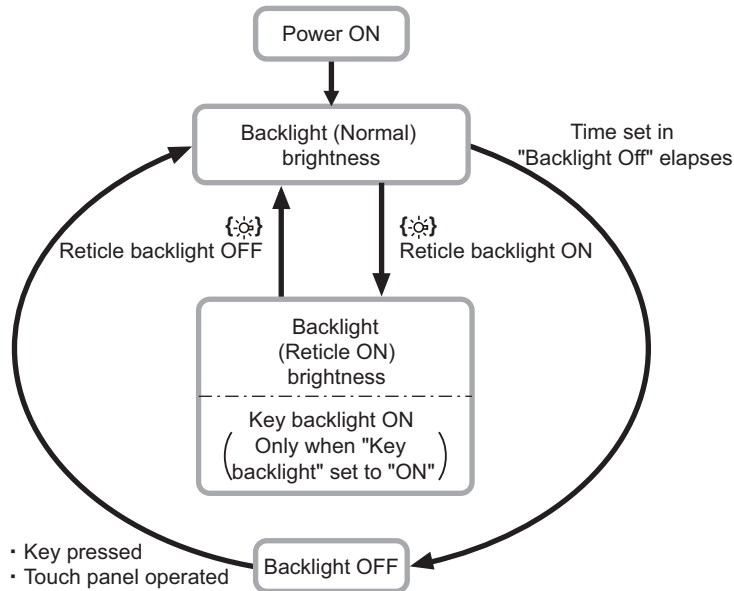 Power ON
Backlight (Normal)
brightness
Time set in
"Backlight Off" elapses
Reticle backlight OFF
Reticle backlight ON
Backlight
(Reticle ON)
brightness
Key backlight ON
(Only when "Key
backlight" set to "ON")
・Key pressed
・Touch panel operated
Backlight OFF